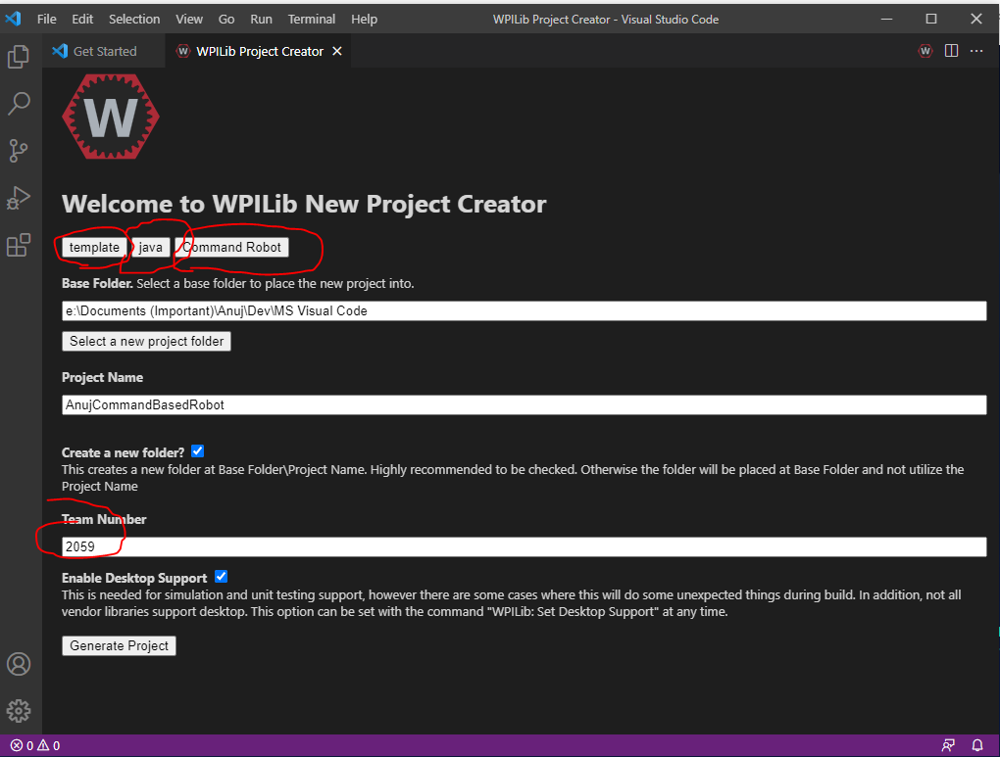 File Edit Selection View Go Run Terminal Help WPILib Project Creator - Visual Studio Code
Get Started W WPILib Project Creator W
W
Welcome to WPILib New Project Creator
template java Command Robot
Base Folder. Select a base folder to place the new project into.
e:\Documents (Important)\Anuj\Dev\MS Visual Code
Select a new project folder
Project Name
AnujCommandBasedRobot
Create a new folder?
This creates a new folder at Base Folder\Project Name. Highly recommended to be checked. Otherwise the folder will be placed at Base Folder and not utilize the
Project Name
Team Number
2059
Enable Desktop Support
This is needed for simulation and unit testing support, however there are some cases where this will do some unexpected things during build. In addition, not all
vendor libraries support desktop. This option can be set with the command "WPILib: Set Desktop Support" at any time.
Generate Project
0 0